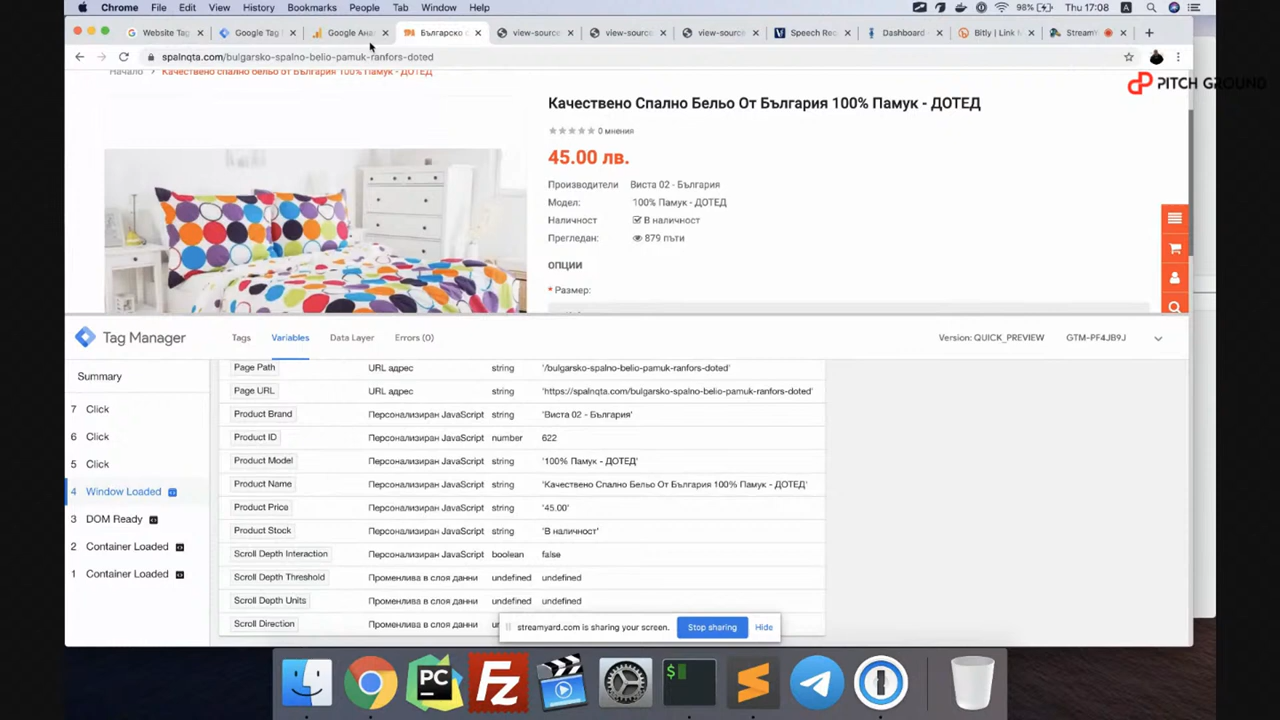 Chrome File Edit View History Bookmarks People Tab Window Help 98% Thu 17:08
Website Tag Google Tag Google Ана Българско с view-source view-source view-source Speech Rec Dashboard Bitly | Link M StreamY
spalnqta.com/bulgarsko-spalno-belio-pamuk-ranfors-doted
Начало > Качествено спално бельо от България 100% Памук - ДОТЕД
PITCH GROUND
Качествено Спално Бельо От България 100% Памук - ДОТЕД
0 мнения
45.00 лв.
Производители Виста 02 - България
Модел: 100% Памук - ДОТЕД
Наличност В наличност
Прегледан: 879 пъти
ОПЦИИ
* Размер:
Tag Manager Tags Variables Data Layer Errors (0) Version: QUICK_PREVIEW GTM-PF4JB9J
Summary
7 Click
6 Click
5 Click
4 Window Loaded
3 DOM Ready
2 Container Loaded
1 Container Loaded
Page Path URL адрес string '/bulgarsko-spalno-belio-pamuk-ranfors-doted'
Page URL URL адрес string 'https://spalnqta.com/bulgarsko-spalno-belio-pamuk-ranfors-doted'
Product Brand Персонализиран JavaScript string 'Виста 02 - България'
Product ID Персонализиран JavaScript number 622
Product Model Персонализиран JavaScript string '100% Памук - ДОТЕД'
Product Name Персонализиран JavaScript string 'Качествено Спално Бельо От България 100% Памук - ДОТЕД'
Product Price Персонализиран JavaScript string '45.00'
Product Stock Персонализиран JavaScript string 'В наличност'
Scroll Depth Interaction Персонализиран JavaScript boolean false
Scroll Depth Threshold Променлива в слоя данни undefined undefined
Scroll Depth Units Променлива в слоя данни undefined undefined
Scroll Direction Променлива в слоя данни
streamyard.com is sharing your screen. Stop sharing Hide
PC
Fz
$